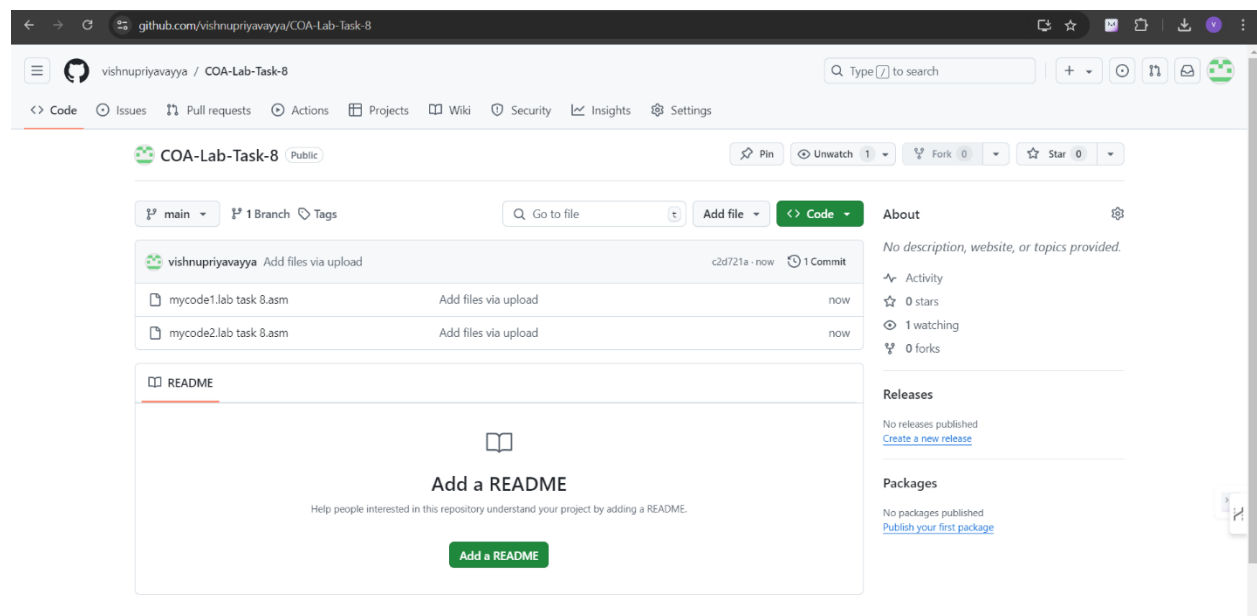 github.com/vishnupriyavayya/COA-Lab-Task-8
V
vishnupriyavayya / COA-Lab-Task-8
Type / to search
<> Code Issues Pull requests Actions Projects Wiki Security Insights Settings
COA-Lab-Task-8 Public
Pin Unwatch 1 Fork 0 Star 0
main 1 Branch Tags
Go to file t Add file <> Code
vishnupriyavayya Add files via upload c2d721a · now 1 Commit
mycode1.lab task 8.asm Add files via upload now
mycode2.lab task 8.asm Add files via upload now
README
Add a README
Help people interested in this repository understand your project by adding a README.
Add a README
About
No description, website, or topics provided.
Activity
0 stars
1 watching
0 forks
Releases
No releases published
Create a new release
Packages
No packages published
Publish your first package